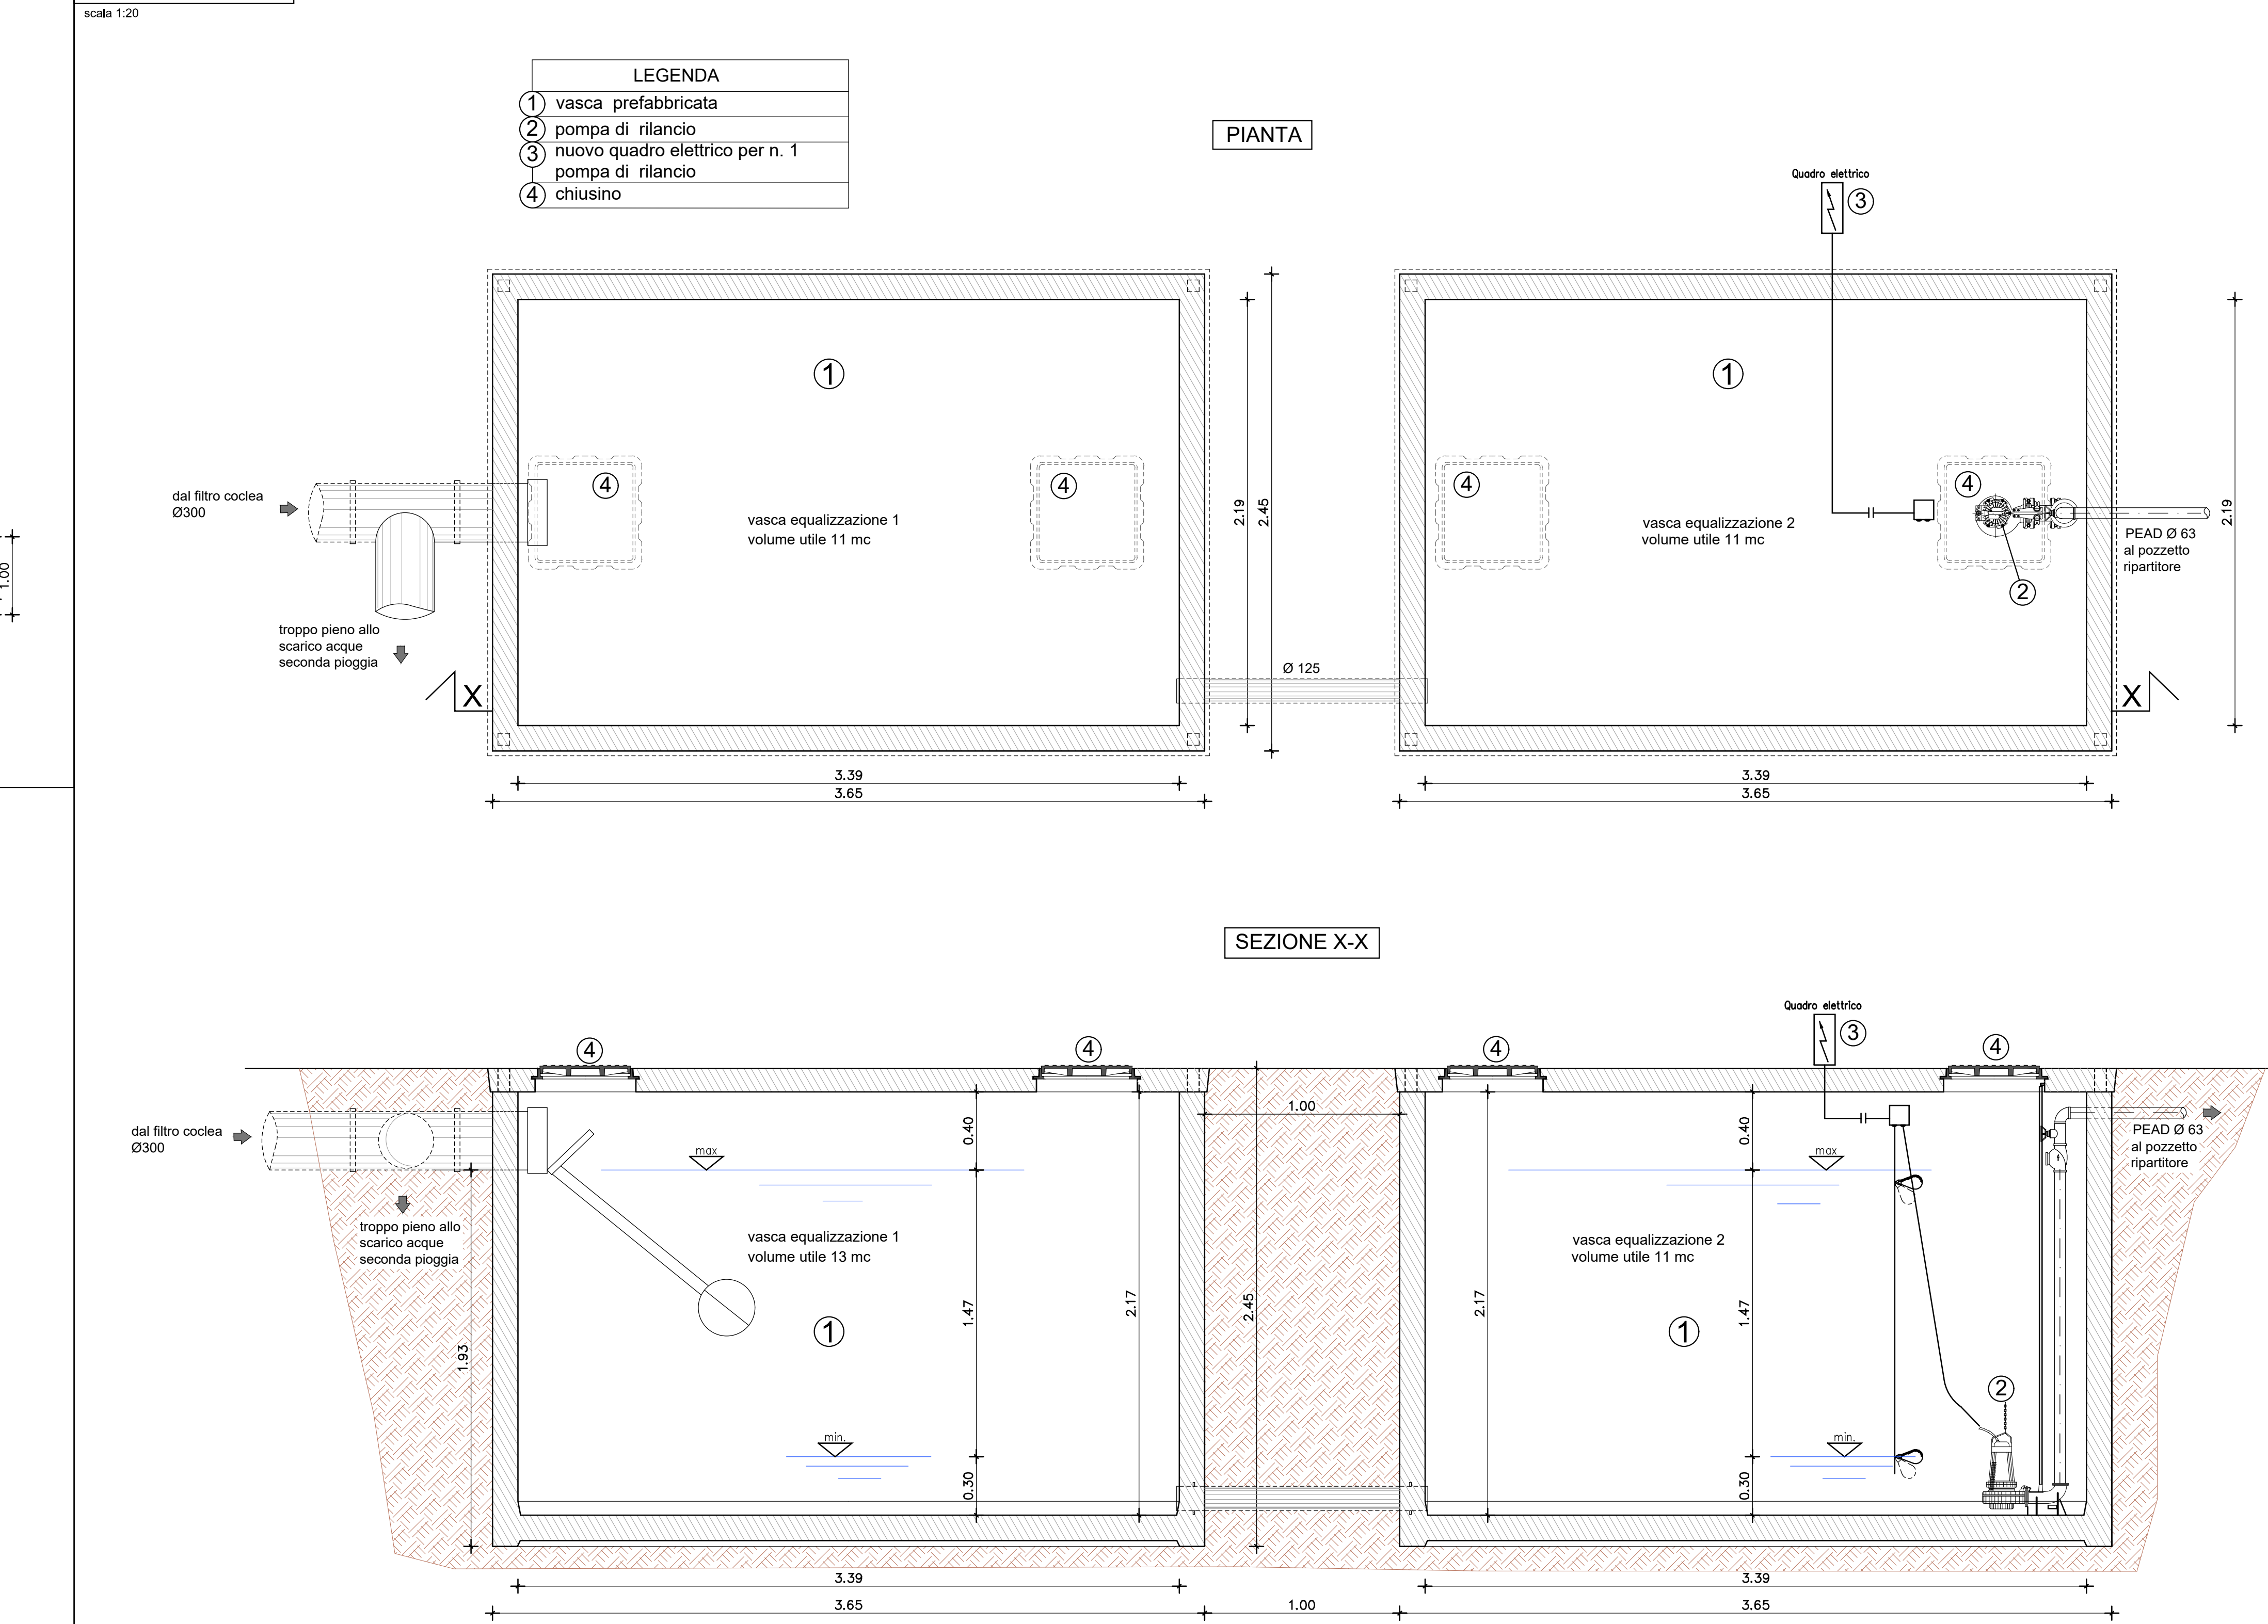 scala 1:20
LEGENDA
1 vasca prefabbricata
2 pompa di rilancio
3 nuovo quadro elettrico per n. 1
pompa di rilancio
4 chiusino
PIANTA
Quadro elettrico
3
1
1
4
4
4
4
dal filtro coclea
Ø300
vasca equalizzazione 1
volume utile 11 mc
2.19
2.45
vasca equalizzazione 2
volume utile 11 mc
2.19
PEAD Ø 63
al pozzetto
ripartitore
2
1.00
troppo pieno allo
scarico acque
seconda pioggia
Ø 125
X
X
3.39
3.65
3.39
3.65
SEZIONE X-X
Quadro elettrico
3
4
4
4
4
dal filtro coclea
Ø300
0.40
1.00
0.40
PEAD Ø 63
al pozzetto
ripartitore
max
max
troppo pieno allo
scarico acque
seconda pioggia
vasca equalizzazione 1
volume utile 13 mc
vasca equalizzazione 2
volume utile 11 mc
1.93
1
1.47
2.17
2.45
2.17
1
1.47
2
min.
min.
0.30
0.30
3.39
3.39
3.65
1.00
3.65